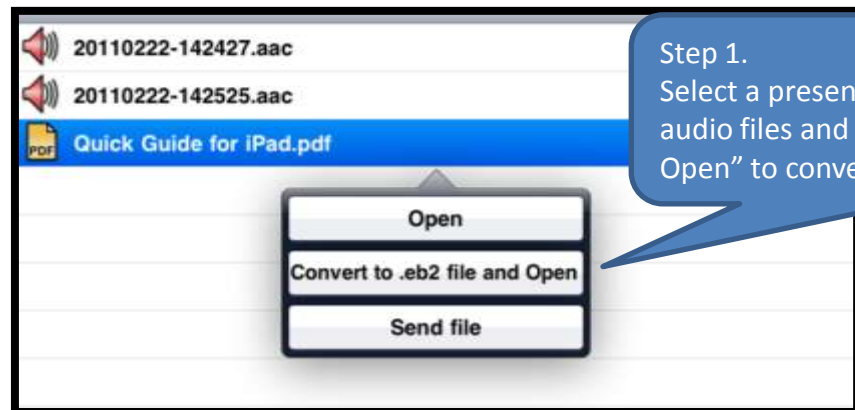 20110222-142427.aac
20110222-142525.aac
PDF Quick Guide for iPad.pdf
Open
Convert to .eb2 file and Open
Send file
Step 1.
Select a presen
audio files and
Open” to conve